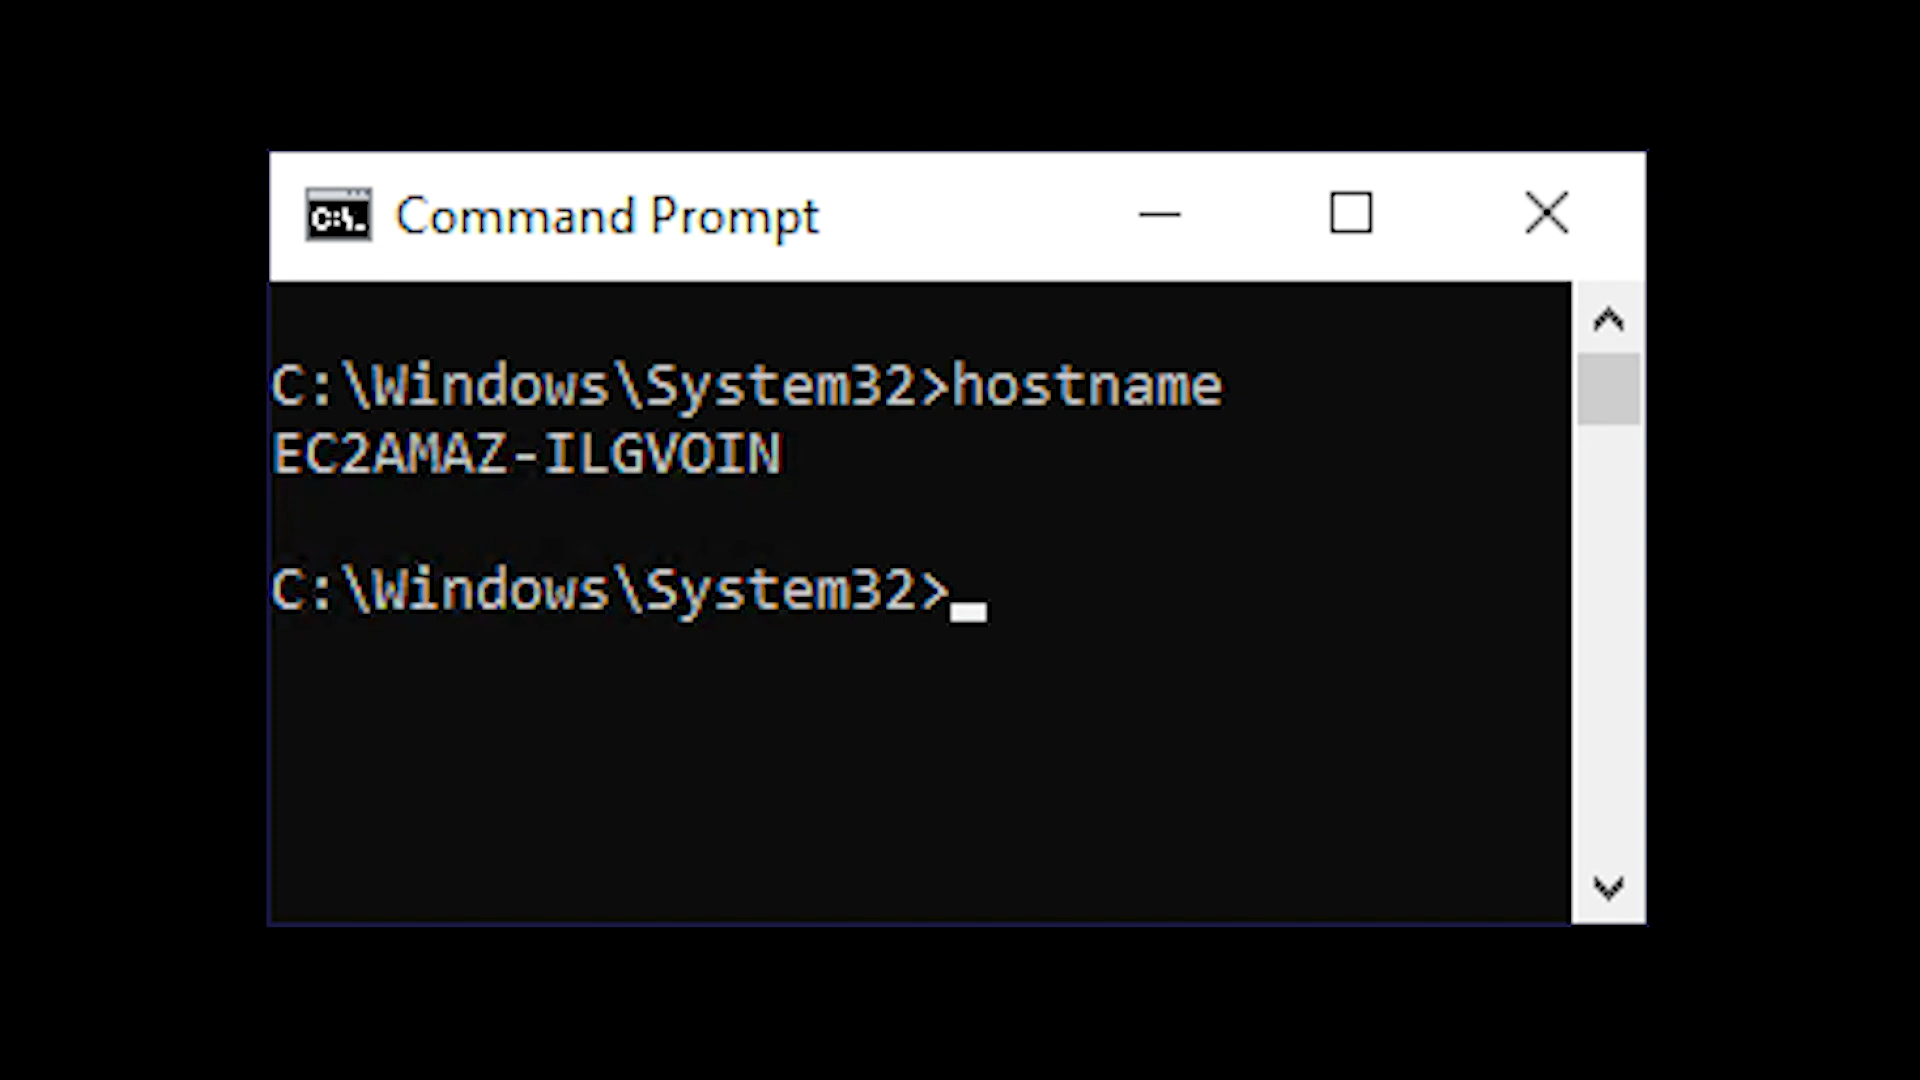 C:\. Command Prompt
C:\Windows\System32>hostname
EC2AMAZ-ILGVOIN
C:\Windows\System32>